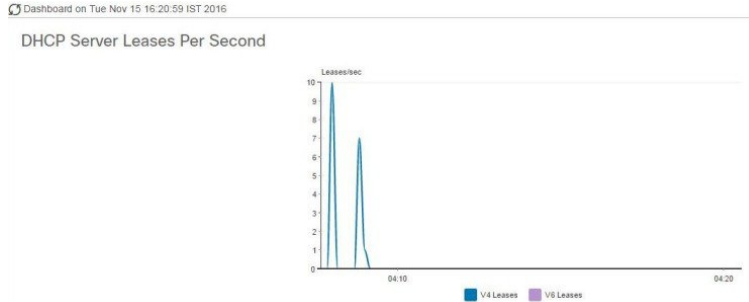 Dashboard on Tue Nov 15 16:20:59 IST 2016
DHCP Server Leases Per Second
Leases/sec
10
9
8
7
6
5
4
3
2
1
0
04:10
04:20
V4 Leases
V6 Leases